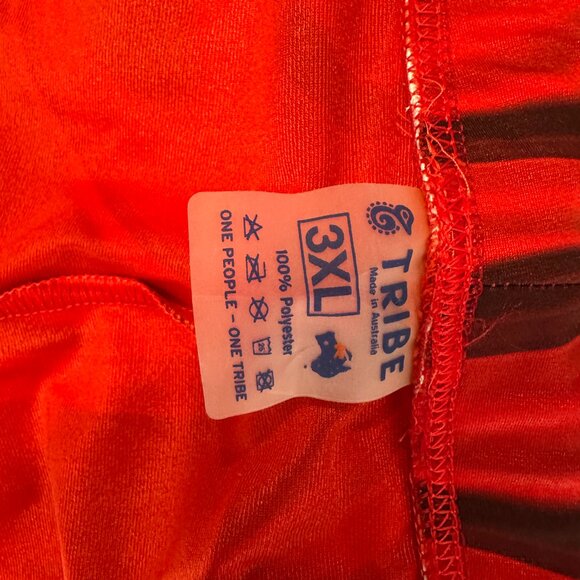 TRIBE
Made in Australia
3XL
100% Polyester
ONE PEOPLE - ONE TRIBE